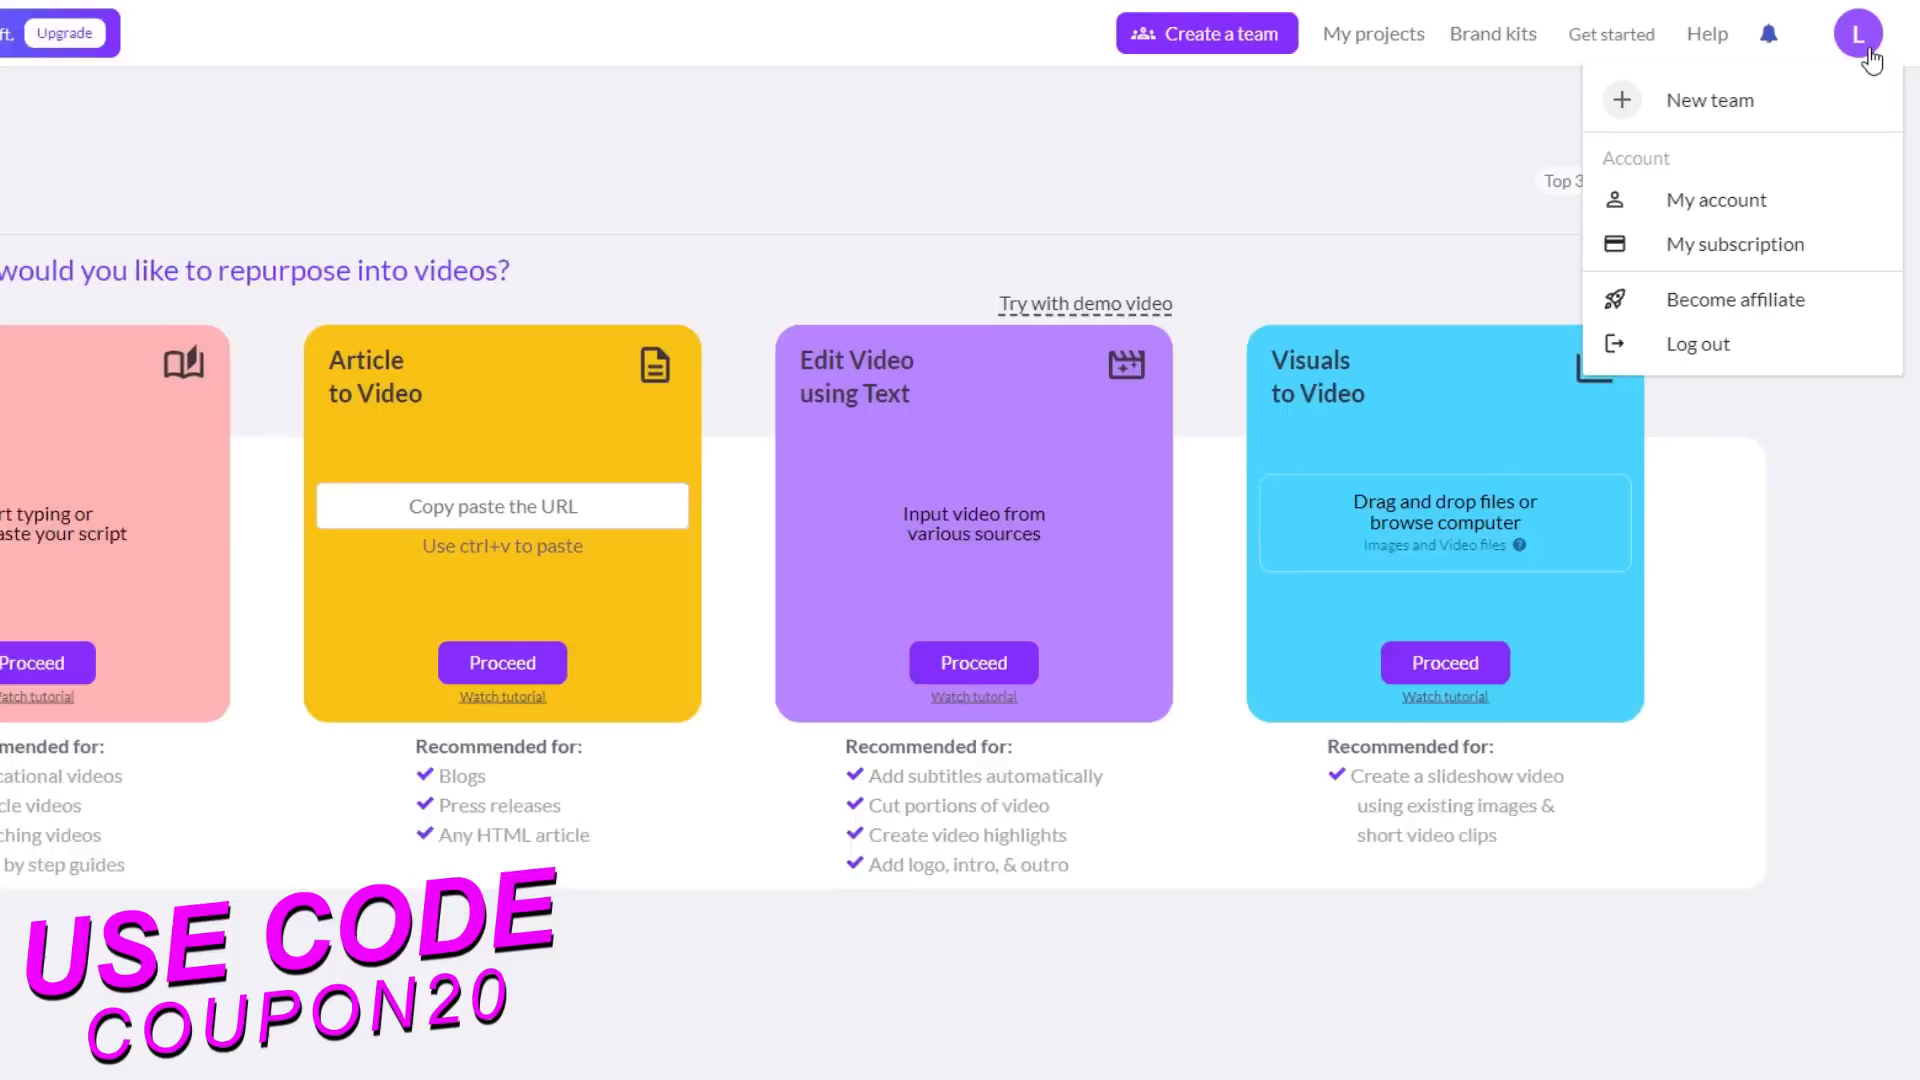 ft.
Upgrade
Create a team
My projects
Brand kits
Get started
Help
L
New team
Account
My account
My subscription
Become affiliate
Log out
Top 3
would you like to repurpose into videos?
Try with demo video
rt typing or
aste your script
Proceed
Watch tutorial
Article
to Video
Copy paste the URL
Use ctrl+v to paste
Proceed
Watch tutorial
Edit Video
using Text
Input video from
various sources
Proceed
Watch tutorial
Visuals
to Video
Drag and drop files or
browse computer
Images and Video files ?
Proceed
Watch tutorial
mended for:
cational videos
cle videos
ching videos
by step guides
Recommended for:
Blogs
Press releases
Any HTML article
Recommended for:
Add subtitles automatically
Cut portions of video
Create video highlights
Add logo, intro, & outro
Recommended for:
Create a slideshow video
using existing images &
short video clips
USE CODE
COUPON20